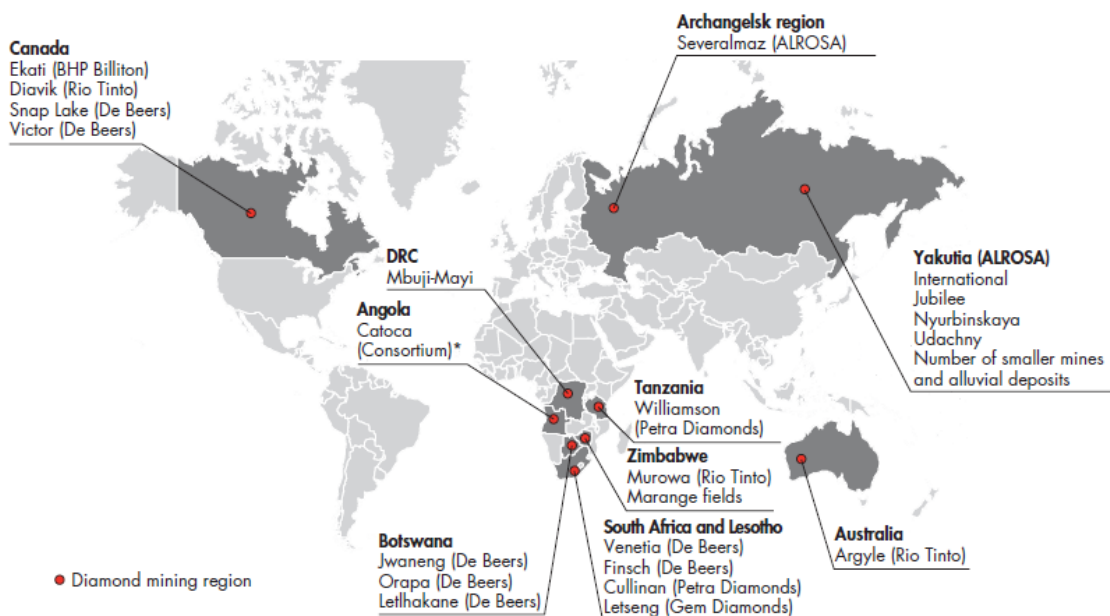 Canada
Ekati (BHP Billiton)
Diavik (Rio Tinto)
Snap Lake (De Beers)
Victor (De Beers)
Archangelsk region
Severalmaz (ALROSA)
DRC
Mbuji-Mayi
Angola
Catoca
(Consortium)*
Yakutia (ALROSA)
International
Jubilee
Nyurbinskaya
Udachny
Number of smaller mines
and alluvial deposits
Tanzania
Williamson
(Petra Diamonds)
Zimbabwe
Murowa (Rio Tinto)
Marange fields
Botswana
Jwaneng (De Beers)
Orapa (De Beers)
Letlhakane (De Beers)
South Africa and Lesotho
Venetia (De Beers)
Finsch (De Beers)
Cullinan (Petra Diamonds)
Letseng (Gem Diamonds)
Australia
Argyle (Rio Tinto)
Diamond mining region